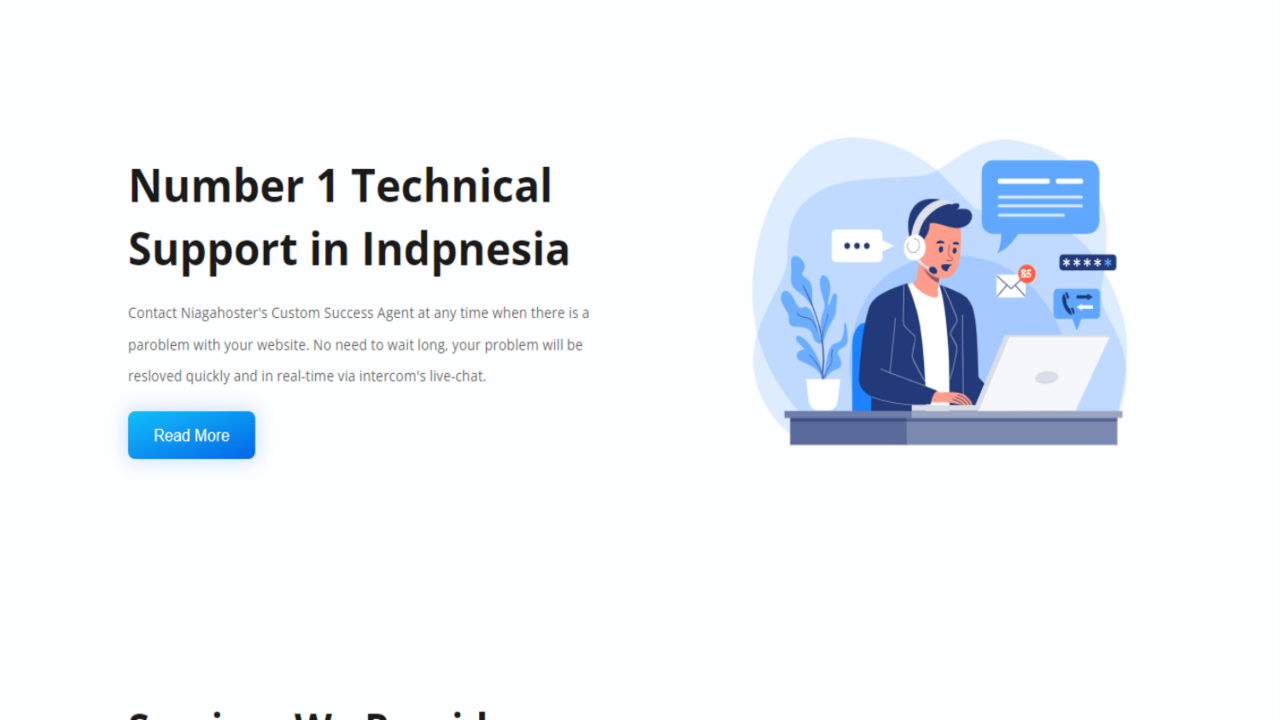 Number 1 Technical
Support in Indpnesia
Contact Niagahoster's Custom Success Agent at any time when there is a
paroblem with your website. No need to wait long, your problem will be
resloved quickly and in real-time via intercom's live-chat.
Read More
85
*****